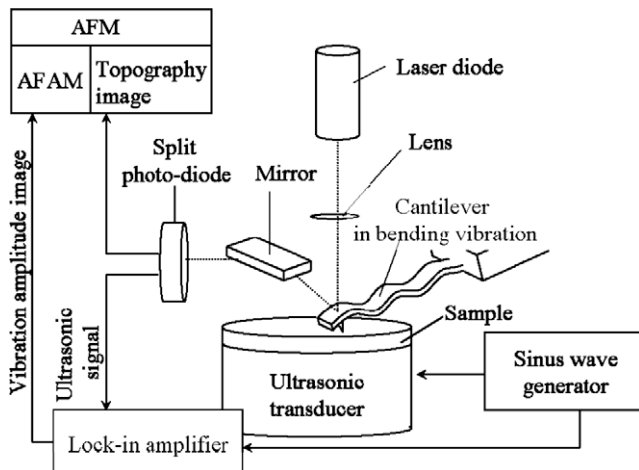 AFM
AFAM
Topography
image
Laser diode
Split
photo-diode
Mirror
Lens
Cantilever
in bending vibration
Vibration amplitude image
Ultrasonic
signal
Sample
Ultrasonic
transducer
Sinus wave
generator
Lock-in amplifier